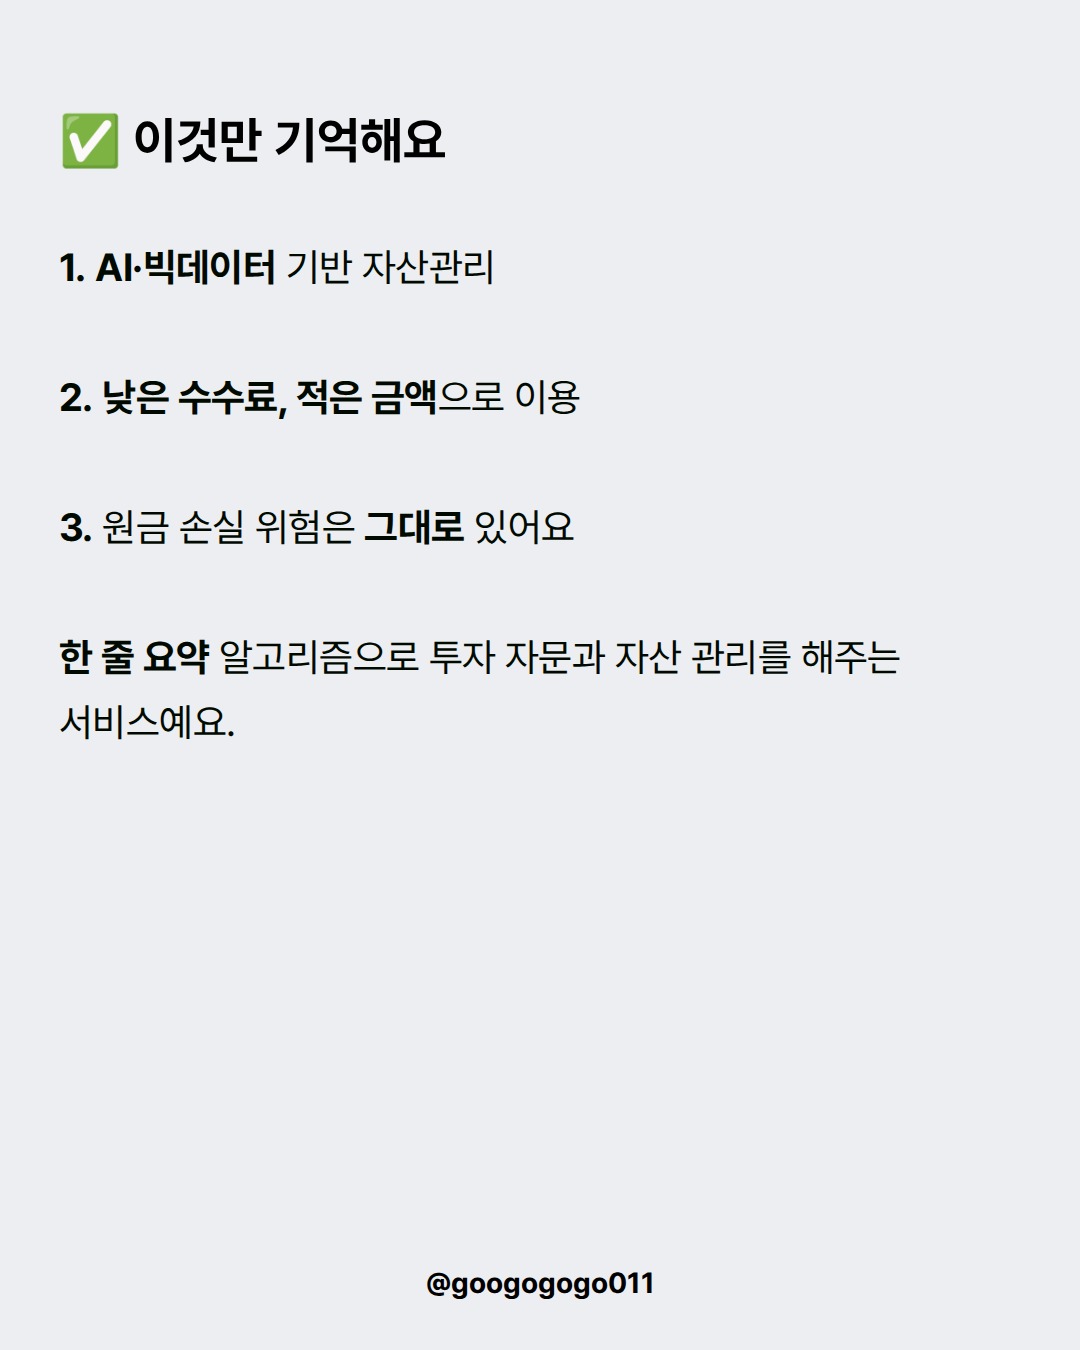 ✅ 이것만 기억해요
1. AI·빅데이터 기반 자산관리
2. 낮은 수수료, 적은 금액으로 이용
3. 원금 손실 위험은 그대로 있어요
한 줄 요약 알고리즘으로 투자 자문과 자산 관리를 해주는
서비스예요.
@googogogo011